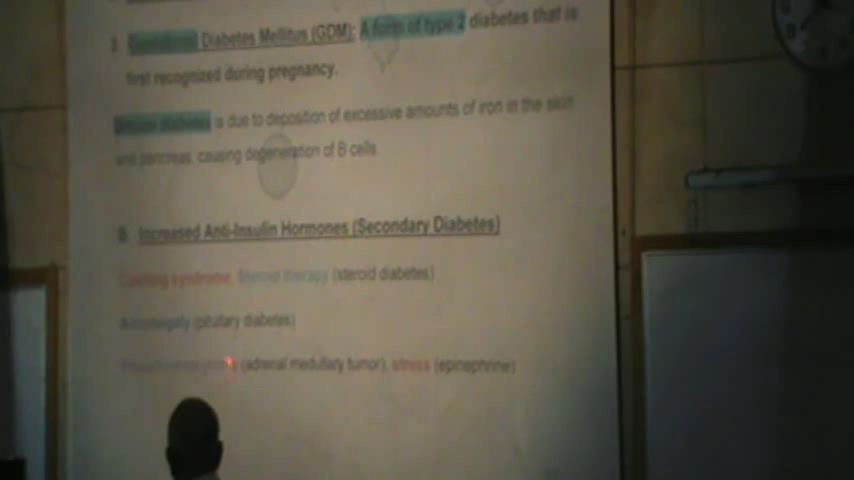 3. Gestational Diabetes Mellitus (GDM): A form of type 2 diabetes that is
first recognized during pregnancy.
Bronze diabetes is due to deposition of excessive amounts of iron in the skin
and pancreas, causing degeneration of B cells
B. Increased Anti-Insulin Hormones (Secondary Diabetes)
Cushing syndrome, Steroid therapy (steroid diabetes)
Acromegaly (pituitary diabetes)
(adrenal medullary tumor), stress (epinephrine)